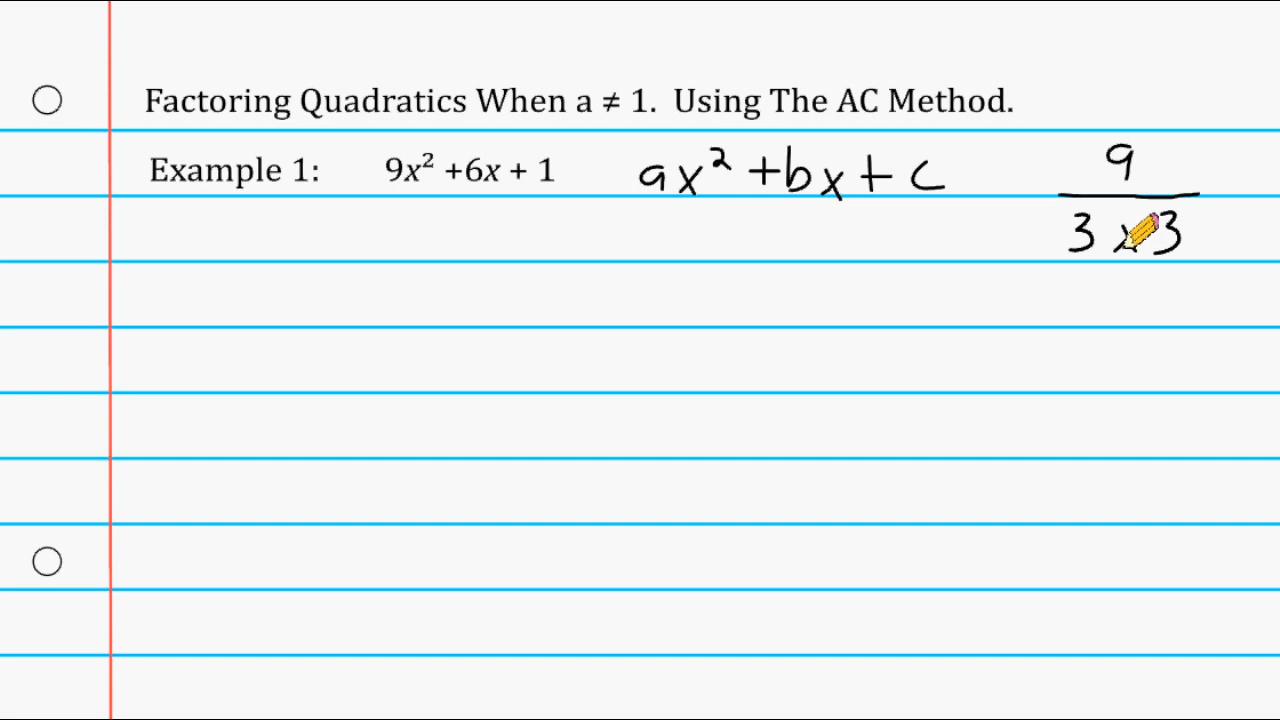 Factoring Quadratics When a ≠ 1. Using The AC Method.
Example 1: 9x² +6x + 1 ax² +bx + c 9
3 x 3